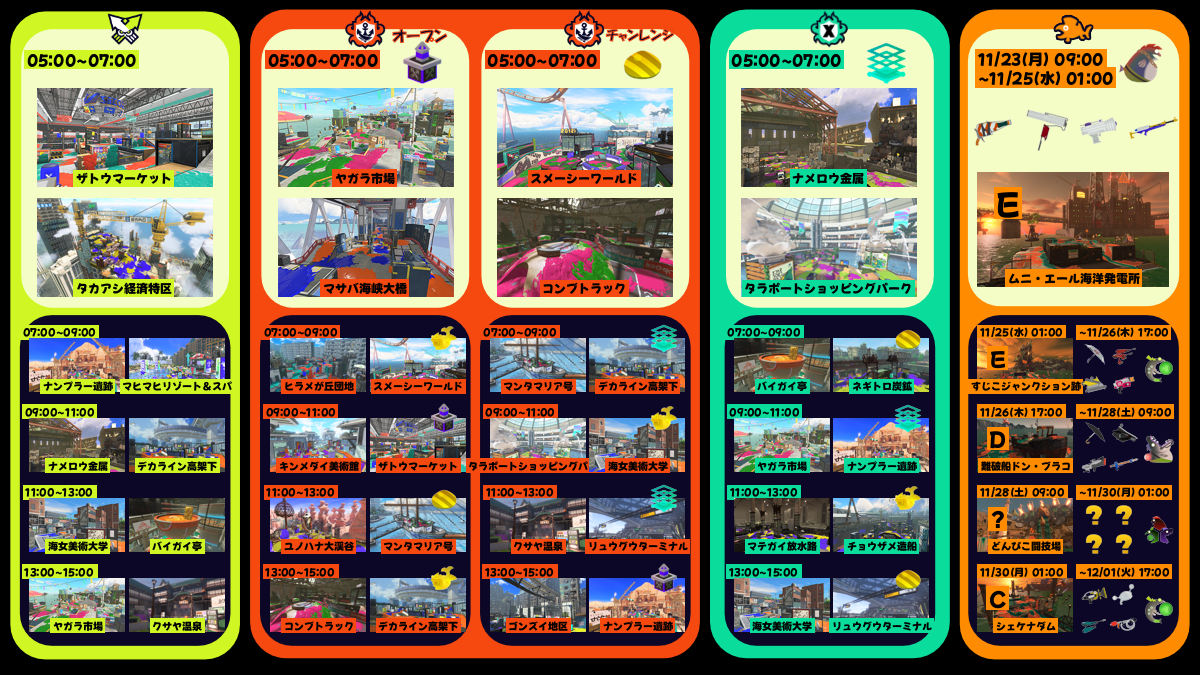 05:00~07:00
ザトウマーケット
タカアシ経済特区
07:00~09:00
ナンプラー遺跡
マヒマヒリゾート&スパ
09:00~11:00
ナメロウ金属
デカライン高架下
11:00~13:00
海女美術大学
バイガイ亭
13:00~15:00
ヤガラ市場
クサヤ温泉
オープン
05:00~07:00
ヤガラ市場
マサバ海峡大橋
チャレンジ
05:00~07:00
スメーシーワールド
コンブトラック
07:00~09:00
ヒラメが丘団地
スメーシーワールド
09:00~11:00
キンメダイ美術館
ザトウマーケット
11:00~13:00
ユノハナ大渓谷
マンタマリア号
13:00~15:00
コンブトラック
デカライン高架下
07:00~09:00
マンタマリア号
デカライン高架下
09:00~11:00
タラポートショッピングパ
海女美術大学
11:00~13:00
クサヤ温泉
リュウグウターミナル
13:00~15:00
ゴンズイ地区
ナンプラー遺跡
X
05:00~07:00
ナメロウ金属
タラポートショッピングパーク
07:00~09:00
バイガイ亭
ネギトロ炭鉱
09:00~11:00
ヤガラ市場
ナンプラー遺跡
11:00~13:00
マテガイ放水路
チョウザメ造船
13:00~15:00
海女美術大学
リュウグウターミナル
11/23(月) 09:00
~11/25(水) 01:00
E
ムニ・エール海洋発電所
11/25(水) 01:00
~11/26(木) 17:00
E
すじこジャンクション跡
11/26(木) 17:00
~11/28(土) 09:00
D
難破船ドン・ブラコ
11/28(土) 09:00
~11/30(月) 01:00
?
? ?
? ?
どんぴこ闘技場
11/30(月) 01:00
~12/01(火) 17:00
C
シェケナダム